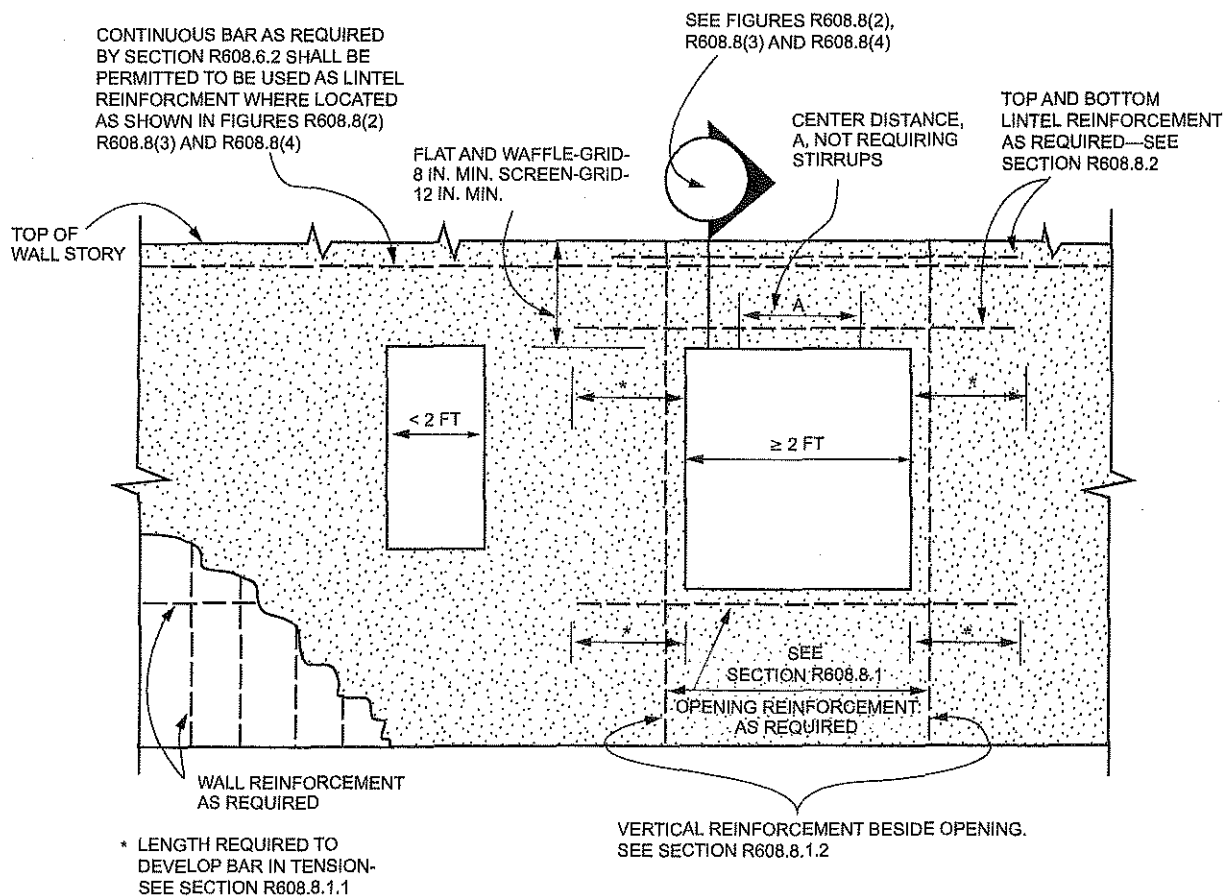 CONTINUOUS BAR AS REQUIRED
BY SECTION R608.6.2 SHALL BE
PERMITTED TO BE USED AS LINTEL
REINFORCMENT WHERE LOCATED
AS SHOWN IN FIGURES R608.8(2)
R608.8(3) AND R608.8(4)
SEE FIGURES R608.8(2),
R608.8(3) AND R608.8(4)
FLAT AND WAFFLE-GRID-
8 IN. MIN. SCREEN-GRID-
12 IN. MIN.
CENTER DISTANCE,
A, NOT REQUIRING
STIRRUPS
TOP AND BOTTOM
LINTEL REINFORCEMENT
AS REQUIRED—SEE
SECTION R608.8.2
TOP OF
WALL STORY
A
*
*
< 2 FT
≥ 2 FT
*
*
SEE
SECTION R608.8.1
OPENING REINFORCEMENT
AS REQUIRED
WALL REINFORCEMENT
AS REQUIRED
VERTICAL REINFORCEMENT BESIDE OPENING.
SEE SECTION R608.8.1.2
* LENGTH REQUIRED TO
DEVELOP BAR IN TENSION-
SEE SECTION R608.8.1.1